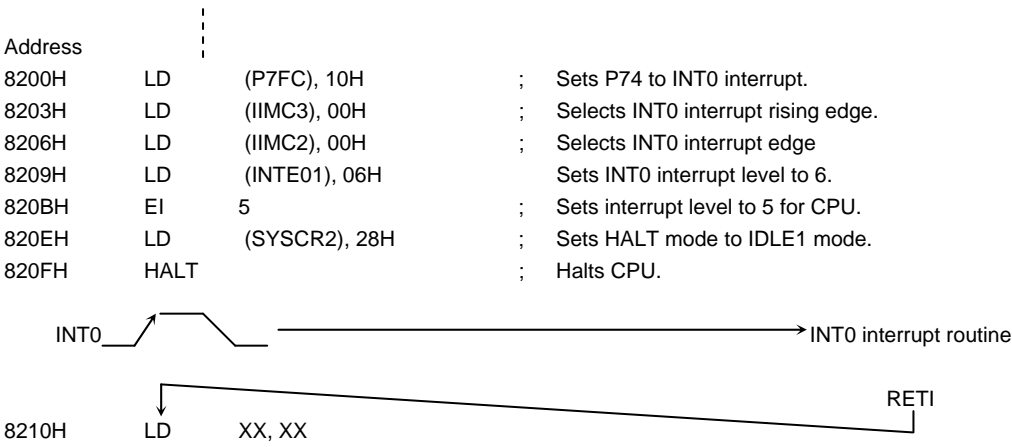 Address
8200H LD (P7FC), 10H ; Sets P74 to INT0 interrupt.
8203H LD (IIMC3), 00H ; Selects INT0 interrupt rising edge.
8206H LD (IIMC2), 00H ; Selects INT0 interrupt edge
8209H LD (INTE01), 06H Sets INT0 interrupt level to 6.
820BH EI 5 ; Sets interrupt level to 5 for CPU.
820EH LD (SYSCR2), 28H ; Sets HALT mode to IDLE1 mode.
820FH HALT ; Halts CPU.
INT0 INT0 interrupt routine
RETI
8210H LD XX, XX